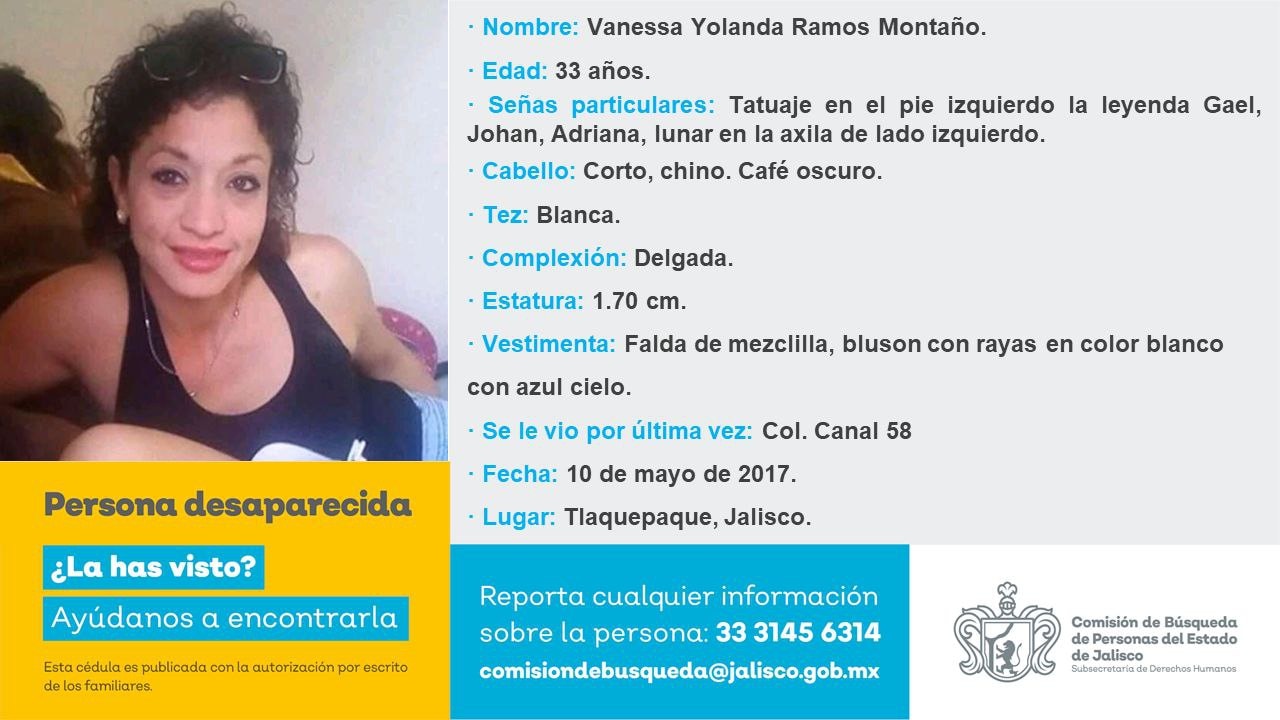 · Nombre: Vanessa Yolanda Ramos Montaño.
· Edad: 33 años.
· Señas particulares: Tatuaje en el pie izquierdo la leyenda Gael,
Johan, Adriana, lunar en la axila de lado izquierdo.
· Cabello: Corto, chino. Café oscuro.
· Tez: Blanca.
· Complexión: Delgada.
· Estatura: 1.70 cm.
· Vestimenta: Falda de mezclilla, bluson con rayas en color blanco
con azul cielo.
· Se le vio por última vez: Col. Canal 58
· Fecha: 10 de mayo de 2017.
· Lugar: Tlaquepaque, Jalisco.
Persona desaparecida
¿La has visto?
Ayúdanos a encontrarla
Esta cédula es publicada con la autorización por escrito
de los familiares.
Reporta cualquier información
sobre la persona: 33 3145 6314
comisiondebusqueda@jalisco.gob.mx
Comisión de Búsqueda
de Personas del Estado
de Jalisco
Subsecretaría de Derechos Humanos